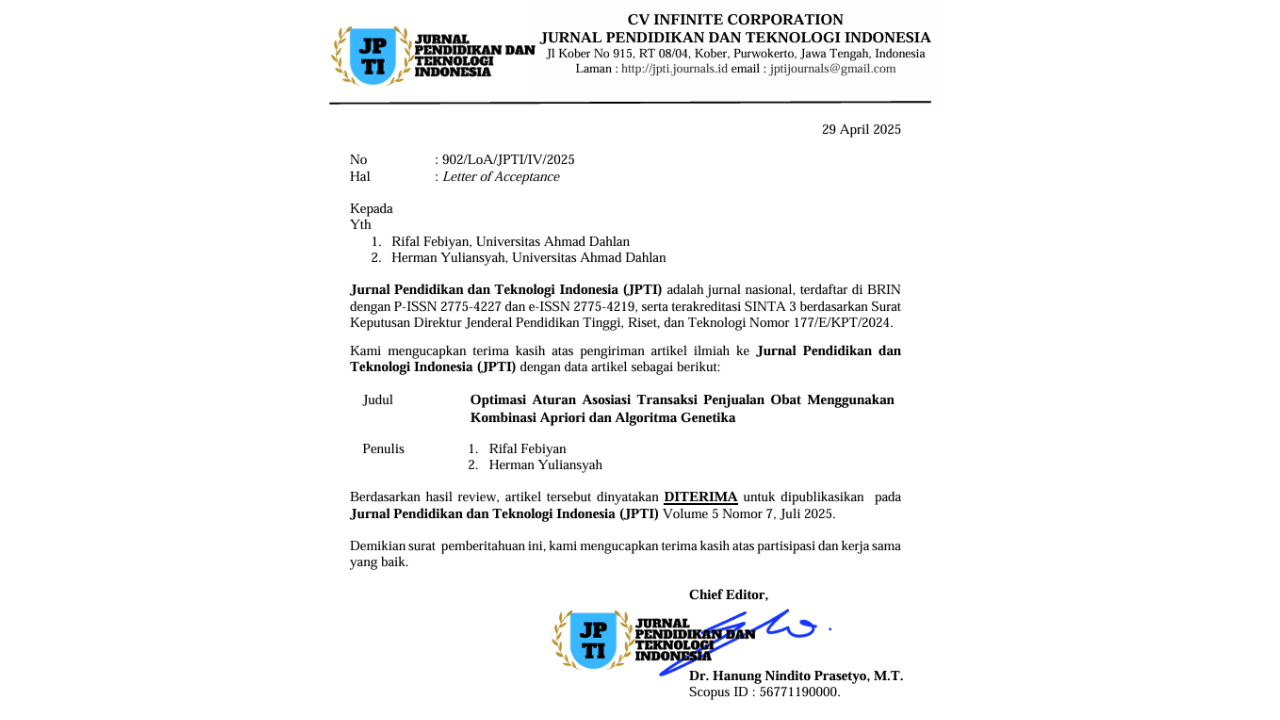 JP
TI
JURNAL
PENDIDIKAN DAN
TEKNOLOGI
INDONESIA
CV INFINITE CORPORATION
JURNAL PENDIDIKAN DAN TEKNOLOGI INDONESIA
Jl Kober No 915, RT 08/04, Kober, Purwokerto, Jawa Tengah, Indonesia
Laman : http://jpti.journals.id email : jptijournals@gmail.com
29 April 2025
No : 902/LoA/JPTI/IV/2025
Hal : Letter of Acceptance
Kepada
Yth
1. Rifal Febiyan, Universitas Ahmad Dahlan
2. Herman Yuliansyah, Universitas Ahmad Dahlan
Jurnal Pendidikan dan Teknologi Indonesia (JPTI) adalah jurnal nasional, terdaftar di BRIN
dengan P-ISSN 2775-4227 dan e-ISSN 2775-4219, serta terakreditasi SINTA 3 berdasarkan Surat
Keputusan Direktur Jenderal Pendidikan Tinggi, Riset, dan Teknologi Nomor 177/E/KPT/2024.
Kami mengucapkan terima kasih atas pengiriman artikel ilmiah ke Jurnal Pendidikan dan
Teknologi Indonesia (JPTI) dengan data artikel sebagai berikut:
Judul Optimasi Aturan Asosiasi Transaksi Penjualan Obat Menggunakan
Kombinasi Apriori dan Algoritma Genetika
Penulis 1. Rifal Febiyan
2. Herman Yuliansyah
Berdasarkan hasil review, artikel tersebut dinyatakan DITERIMA untuk dipublikasikan pada
Jurnal Pendidikan dan Teknologi Indonesia (JPTI) Volume 5 Nomor 7, Juli 2025.
Demikian surat pemberitahuan ini, kami mengucapkan terima kasih atas partisipasi dan kerja sama
yang baik.
Chief Editor,
JP
TI
JURNAL
PENDIDIKAN DAN
TEKNOLOGI
INDONESIA
Dr. Hanung Nindito Prasetyo, M.T.
Scopus ID : 56771190000.